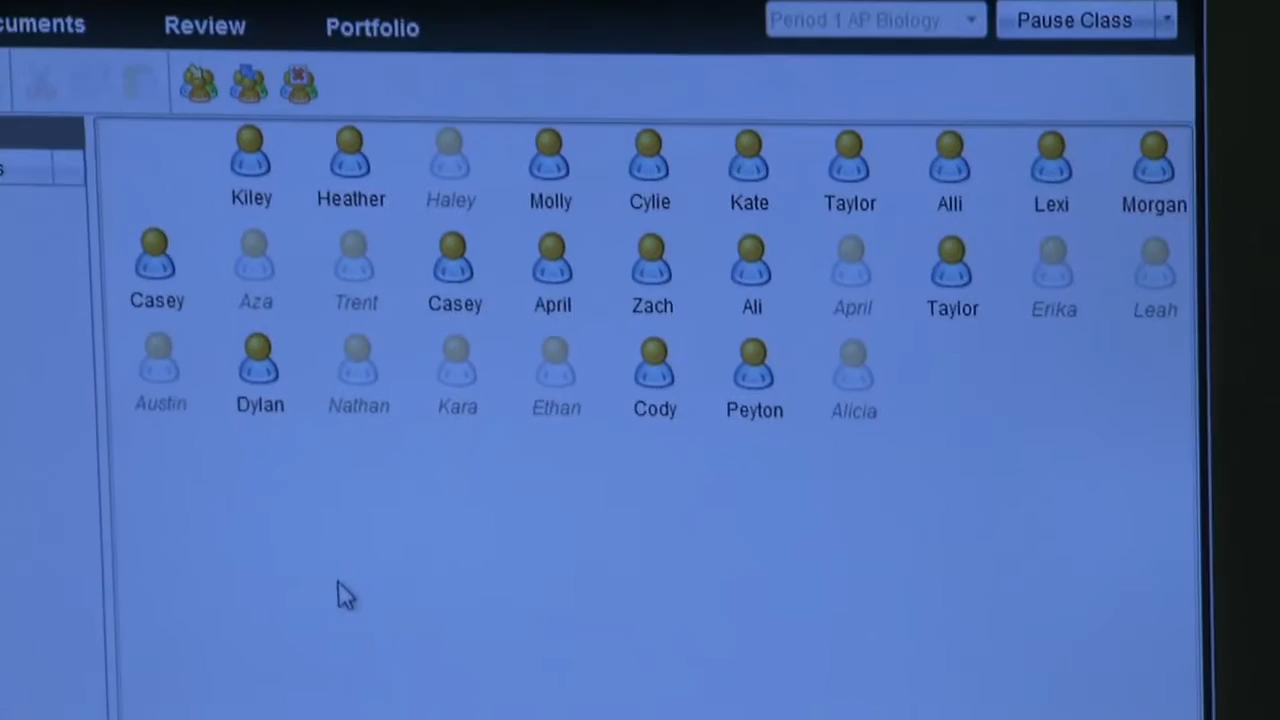 cuments Review Portfolio Period 1 AP Biology Pause Class
s
Kiley Heather Haley Molly Cylie Kate Taylor Alli Lexi Morgan
Casey Aza Trent Casey April Zach Ali April Taylor Erika Leah
Austin Dylan Nathan Kara Ethan Cody Peyton Alicia